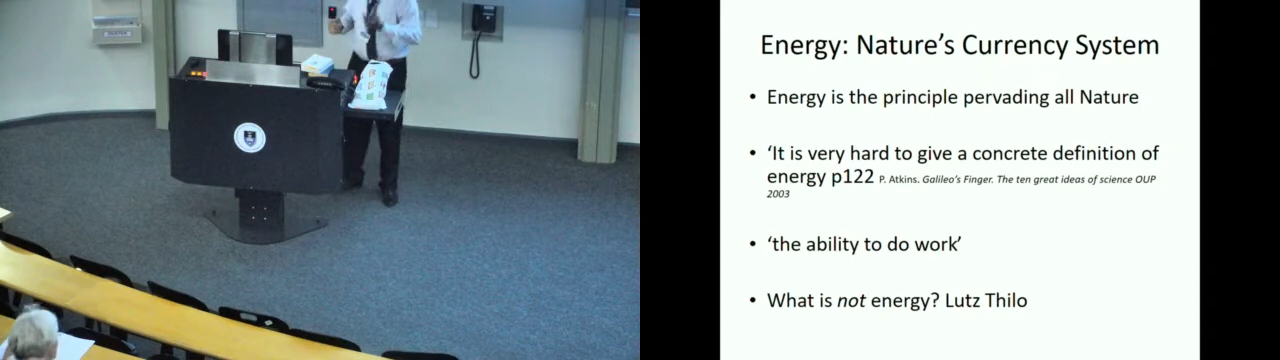 Energy: Nature's Currency System
• Energy is the principle pervading all Nature
• ‘It is very hard to give a concrete definition of
energy p122 P. Atkins. Galileo's Finger. The ten great ideas of science OUP
2003
• ‘the ability to do work’
• What is not energy? Lutz Thilo